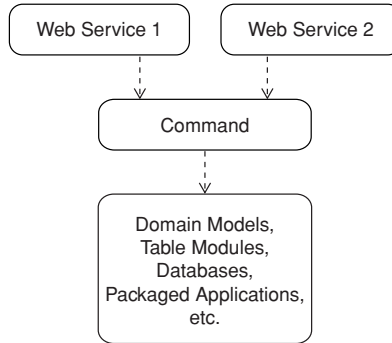 Web Service 1
Web Service 2
Command
Domain Models,
Table Modules,
Databases,
Packaged Applications,
etc.